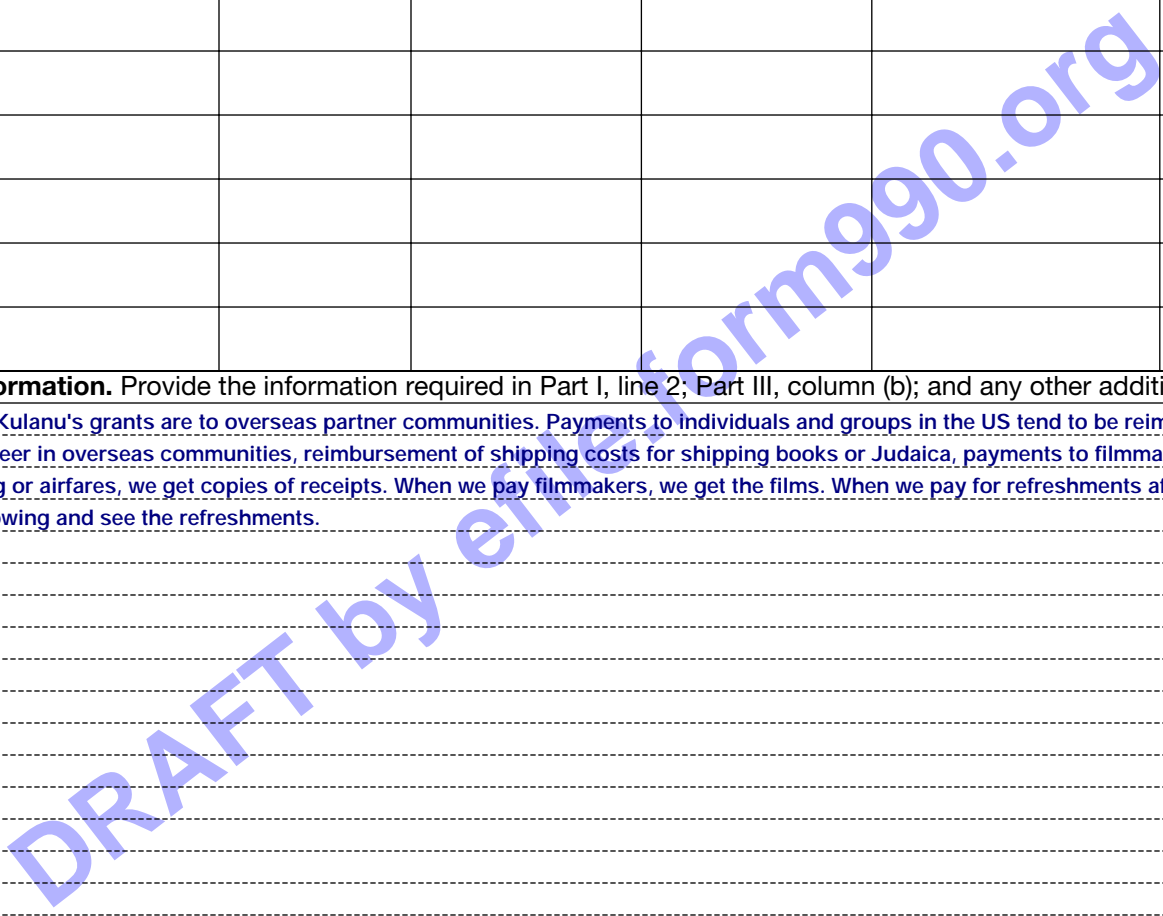 ormation. Provide the information required in Part I, line 2; Part III, column (b); and any other additi
Kulanu's grants are to overseas partner communities. Payments to individuals and groups in the US tend to be reim
eer in overseas communities, reimbursement of shipping costs for shipping books or Judaica, payments to filmma
g or airfares, we get copies of receipts. When we pay filmmakers, we get the films. When we pay for refreshments af
owing and see the refreshments.
DRAFT by efile.form990.org